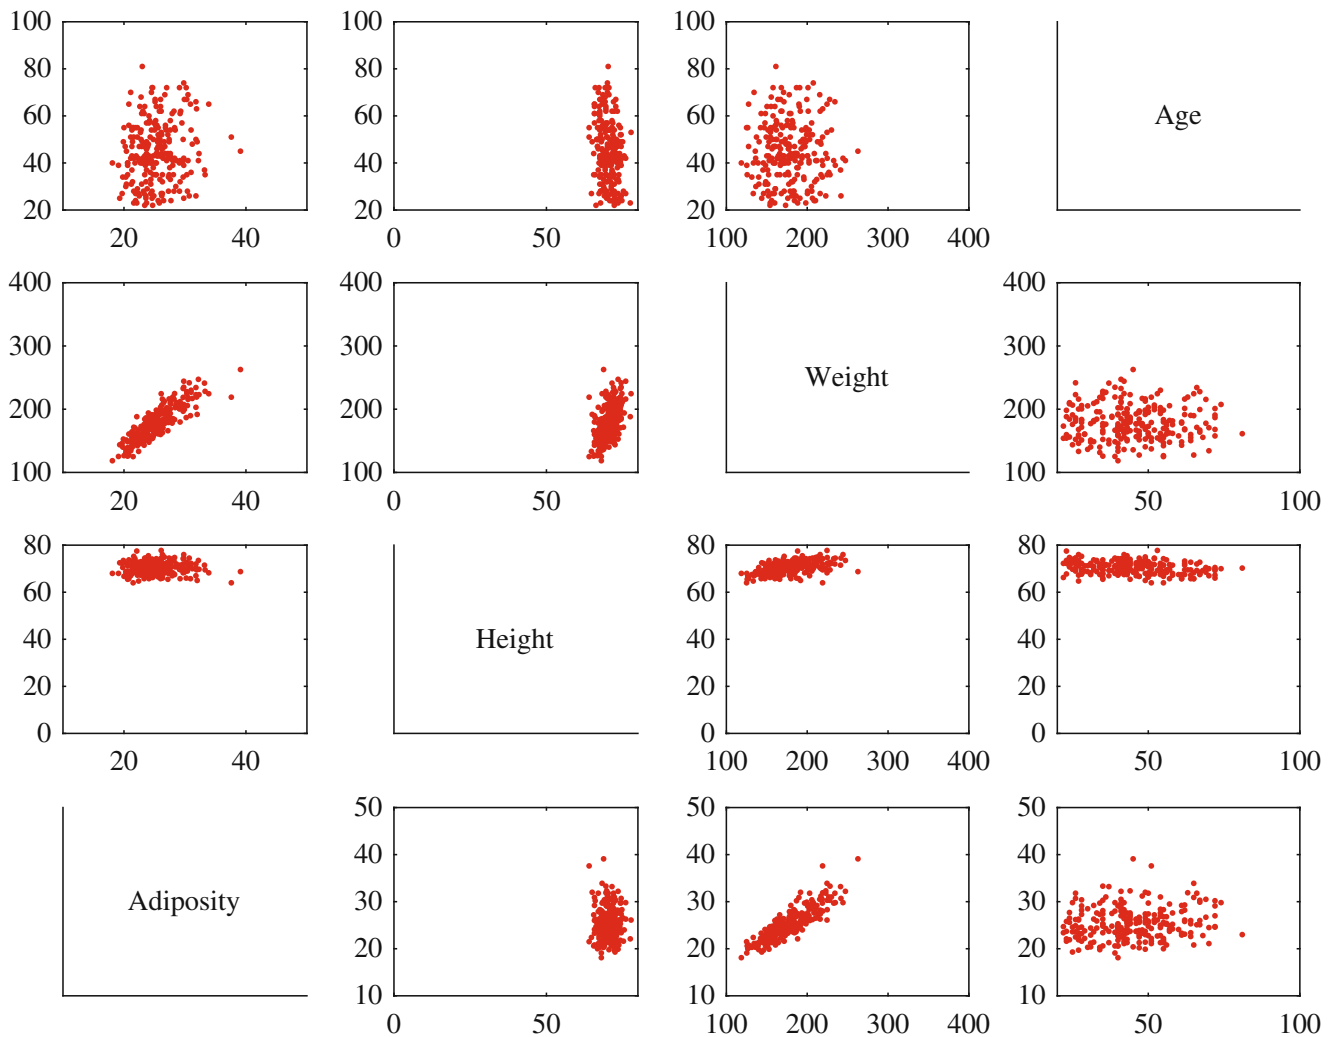 100 100 100
80 80 80
60 60 60 Age
40 40 40
20 20 20
20 40 0 50 100 200 300 400
400 400 400
300 300 Weight 300
200 200 200
100 100 100
20 40 0 50 50 100
80 80 80
60 60 60
40 Height 40 40
20 20 20
0 0 0
20 40 100 200 300 400 50 100
50 50 50
40 40 40
Adiposity 30 30 30
20 20 20
10 10 10
0 50 100 200 300 400 50 100